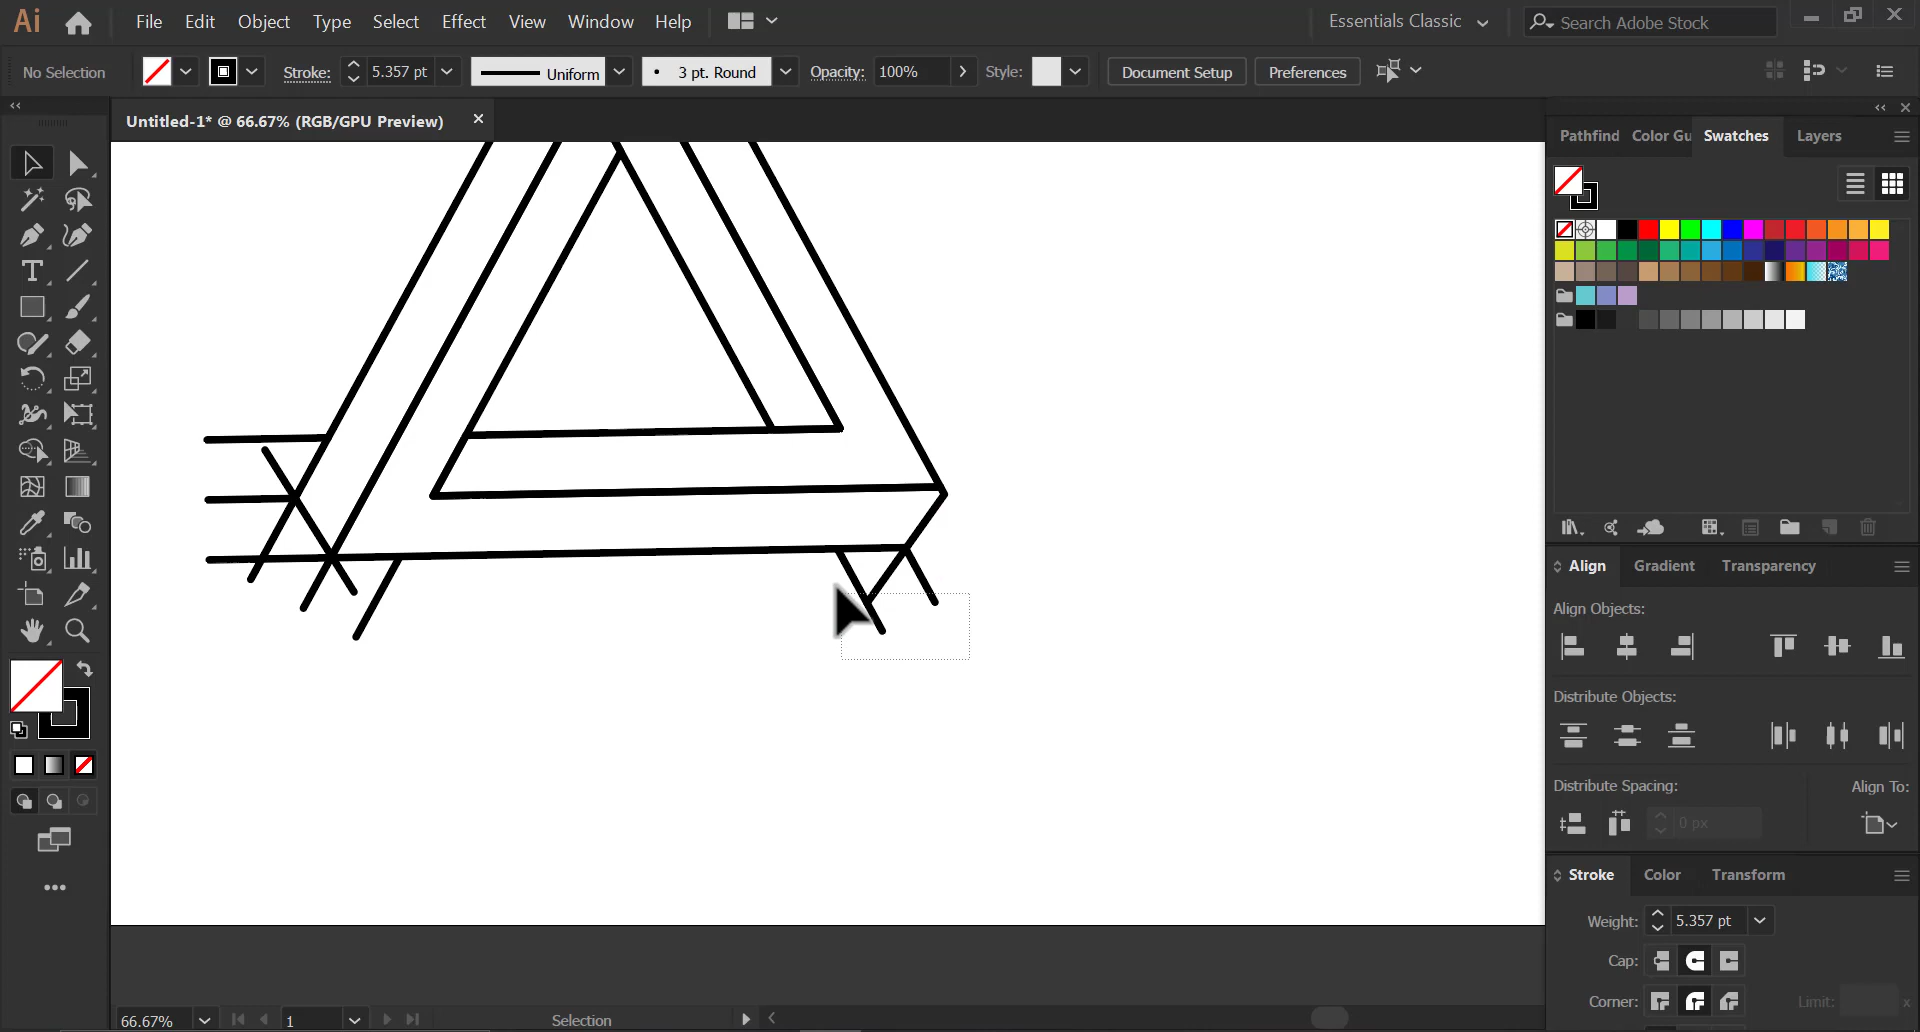 Ai File Edit Object Type Select Effect View Window Help Essentials Classic Search Adobe Stock
No Selection Stroke: 5.357 pt Uniform 3 pt. Round Opacity: 100% Style: Document Setup Preferences
Untitled-1* @ 66.67% (RGB/GPU Preview)
Pathfind Color Gu Swatches Layers
Align Gradient Transparency
Align Objects:
Distribute Objects:
Distribute Spacing: Align To:
0 px
Stroke Color Transform
Weight: 5.357 pt
Cap:
Corner: Limit: x
66.67% 1 Selection